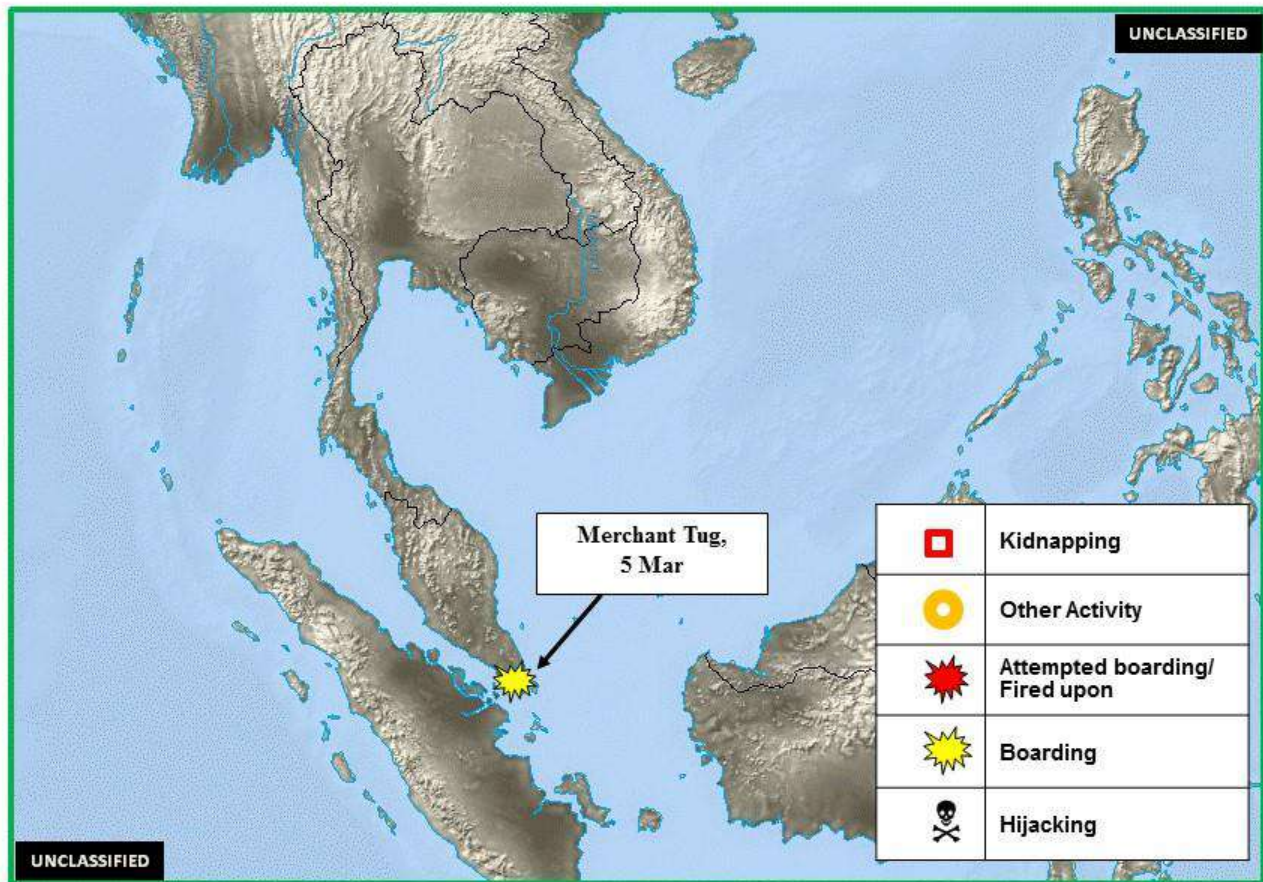 UNCLASSIFIED
Merchant Tug,
5 Mar
Kidnapping
Other Activity
Attempted boarding/
Fired upon
Boarding
Hijacking
UNCLASSIFIED